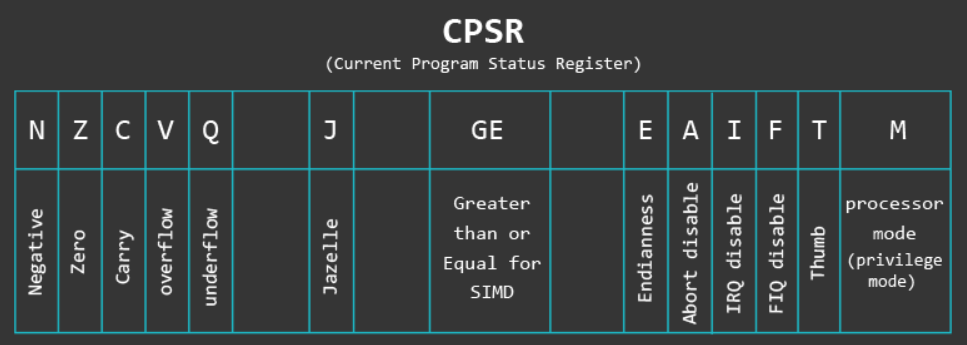 CPSR
(Current Program Status Register)
N Z C V Q J GE E A I F T M
Negative
Zero
Carry
overflow
underflow
Jazelle
Greater
than or
Equal for
SIMD
Endianness
Abort disable
IRQ disable
FIQ disable
Thumb
processor
mode
(privilege
mode)